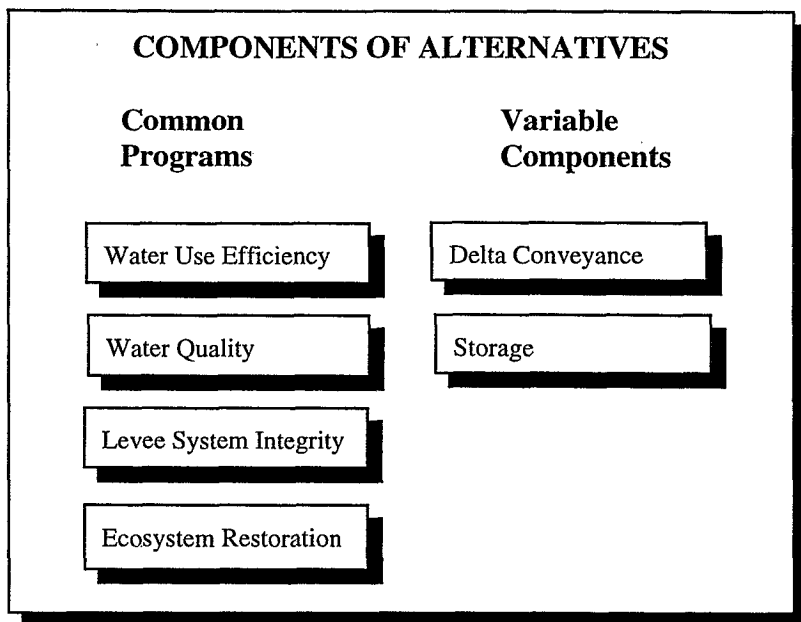 COMPONENTS OF ALTERNATIVES
Common
Programs
Water Use Efficiency
Water Quality
Levee System Integrity
Ecosystem Restoration
Variable
Components
Delta Conveyance
Storage